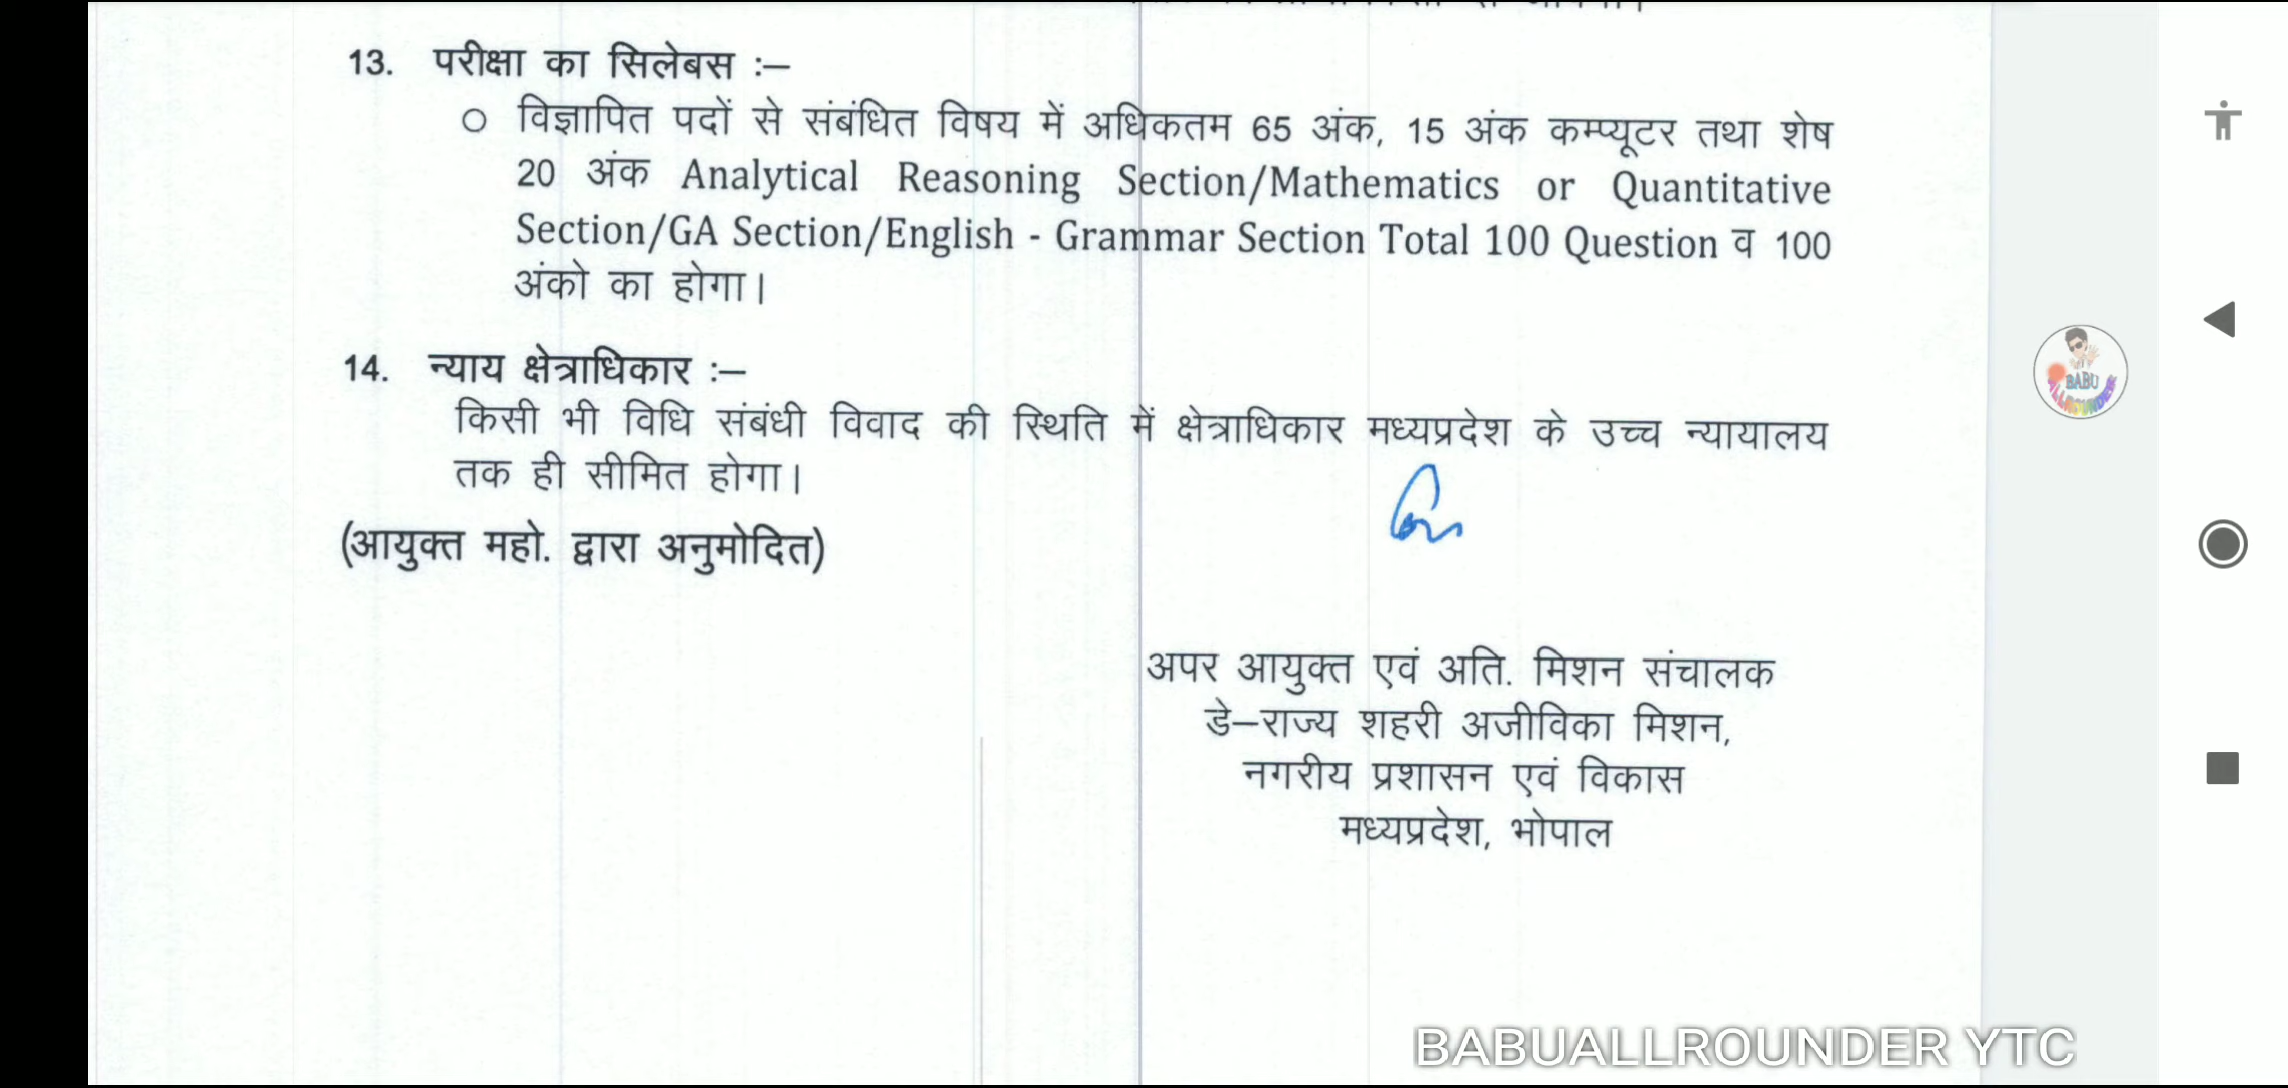 13. परीक्षा का सिलेबस :–
○ विज्ञापित पदों से संबंधित विषय में अधिकतम 65 अंक, 15 अंक कम्प्यूटर तथा शेष
20 अंक Analytical Reasoning Section/Mathematics or Quantitative
Section/GA Section/English - Grammar Section Total 100 Question व 100
अंको का होगा।
14. न्याय क्षेत्राधिकार :–
किसी भी विधि संबंधी विवाद की स्थिति में क्षेत्राधिकार मध्यप्रदेश के उच्च न्यायालय
तक ही सीमित होगा।
(आयुक्त महो. द्वारा अनुमोदित)
अपर आयुक्त एवं अति. मिशन संचालक
डे–राज्य शहरी अजीविका मिशन,
नगरीय प्रशासन एवं विकास
मध्यप्रदेश, भोपाल
BABU
ALLROUNDER
BABUALLROUNDER YTC